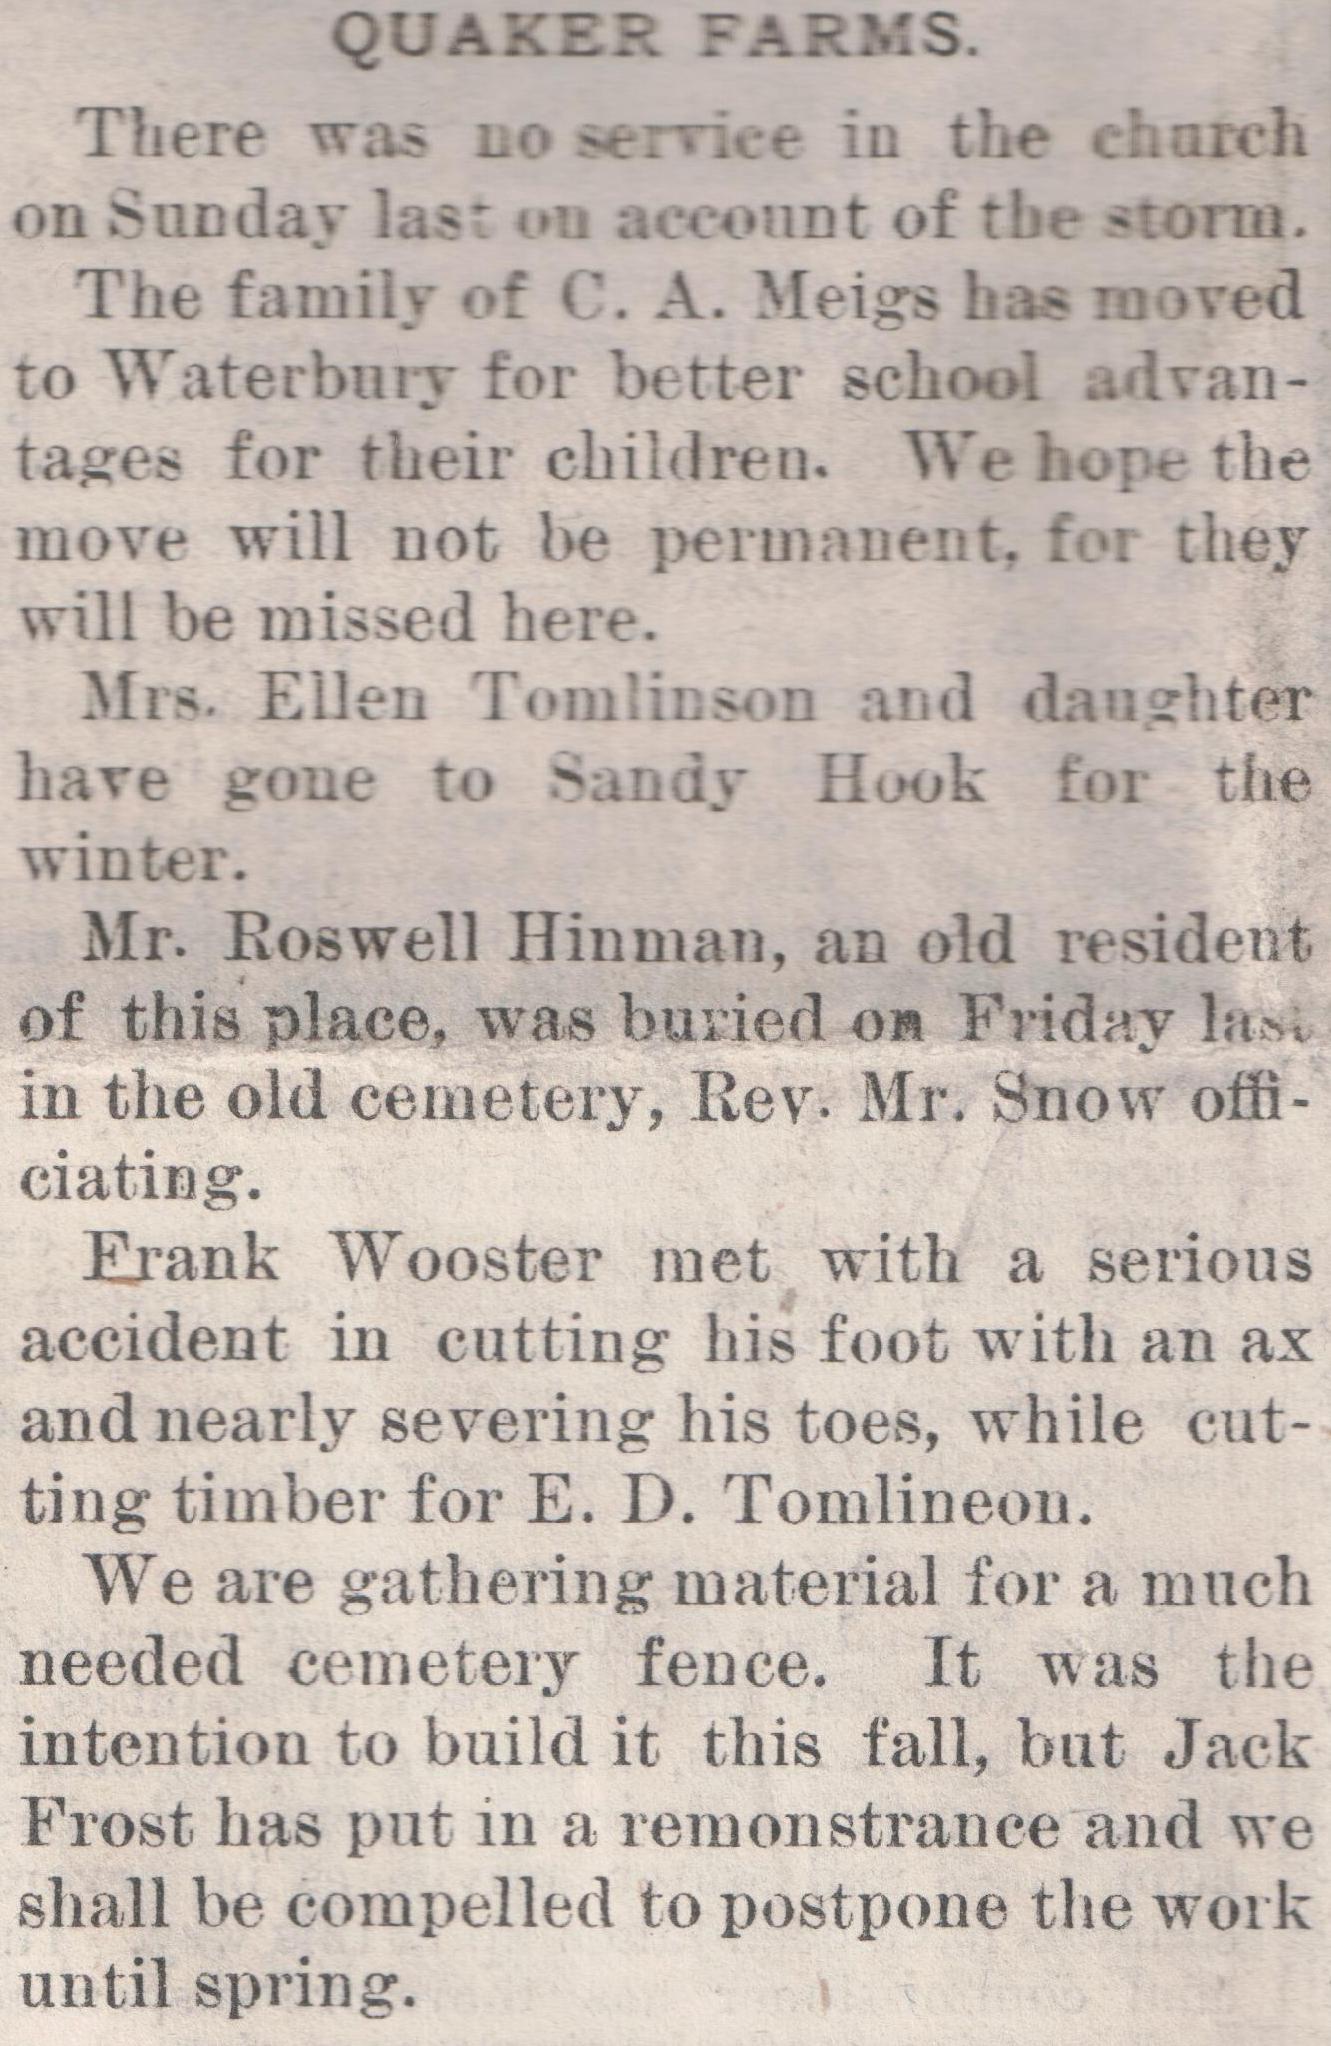 QUAKER FARMS.
There was no service in the church
on Sunday last on account of the storm.
The family of C. A. Meigs has moved
to Waterbury for better school advan-
tages for their children. We hope the
move will not be permanent, for they
will be missed here.
Mrs. Ellen Tomlinson and daughter
have gone to Sandy Hook for the
winter.
Mr. Roswell Hinman, an old resident
of this place, was buried on Friday last
in the old cemetery, Rev. Mr. Snow offi-
ciating.
Frank Wooster met with a serious
accident in cutting his foot with an ax
and nearly severing his toes, while cut-
ting timber for E. D. Tomlineon.
We are gathering material for a much
needed cemetery fence. It was the
intention to build it this fall, but Jack
Frost has put in a remonstrance and we
shall be compelled to postpone the work
until spring.